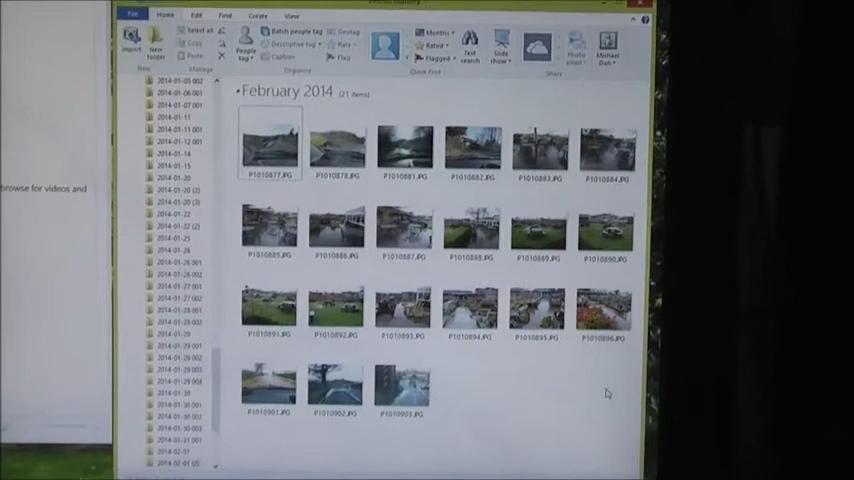 File Home Edit Find Create View
Import
New folder
Select all
Copy
Paste
Manage
New
People tag
Batch people tag
Descriptive tag
Caption
Geotag
Rate
Flag
Organize
Months
Rated
Flagged
Quick Find
Text search
Slide show
Photo email
Share
Michael
browse for videos and
February 2014 (21 items)
2014-01-05 002
2014-01-06 001
2014-01-07 001
2014-01-11
2014-01-11 001
2014-01-12 001
2014-01-14
2014-01-15
2014-01-20
2014-01-20 (2)
2014-01-20 (3)
2014-01-22
2014-01-22 (2)
2014-01-25
2014-01-26
2014-01-26 001
2014-01-26 002
2014-01-27 001
2014-01-27 002
2014-01-28 001
2014-01-28 002
2014-01-29
2014-01-29 001
2014-01-29 002
2014-01-29 003
2014-01-29 004
2014-01-30
2014-01-30 001
2014-01-30 002
2014-01-30 003
2014-01-31 001
2014-02-01
2014-02-01 (2)
P1010877.JPG P1010878.JPG P1010881.JPG P1010882.JPG P1010883.JPG P1010884.JPG
P1010885.JPG P1010886.JPG P1010887.JPG P1010888.JPG P1010889.JPG P1010890.JPG
P1010891.JPG P1010892.JPG P1010893.JPG P1010894.JPG P1010895.JPG P1010896.JPG
P1010901.JPG P1010902.JPG P1010903.JPG